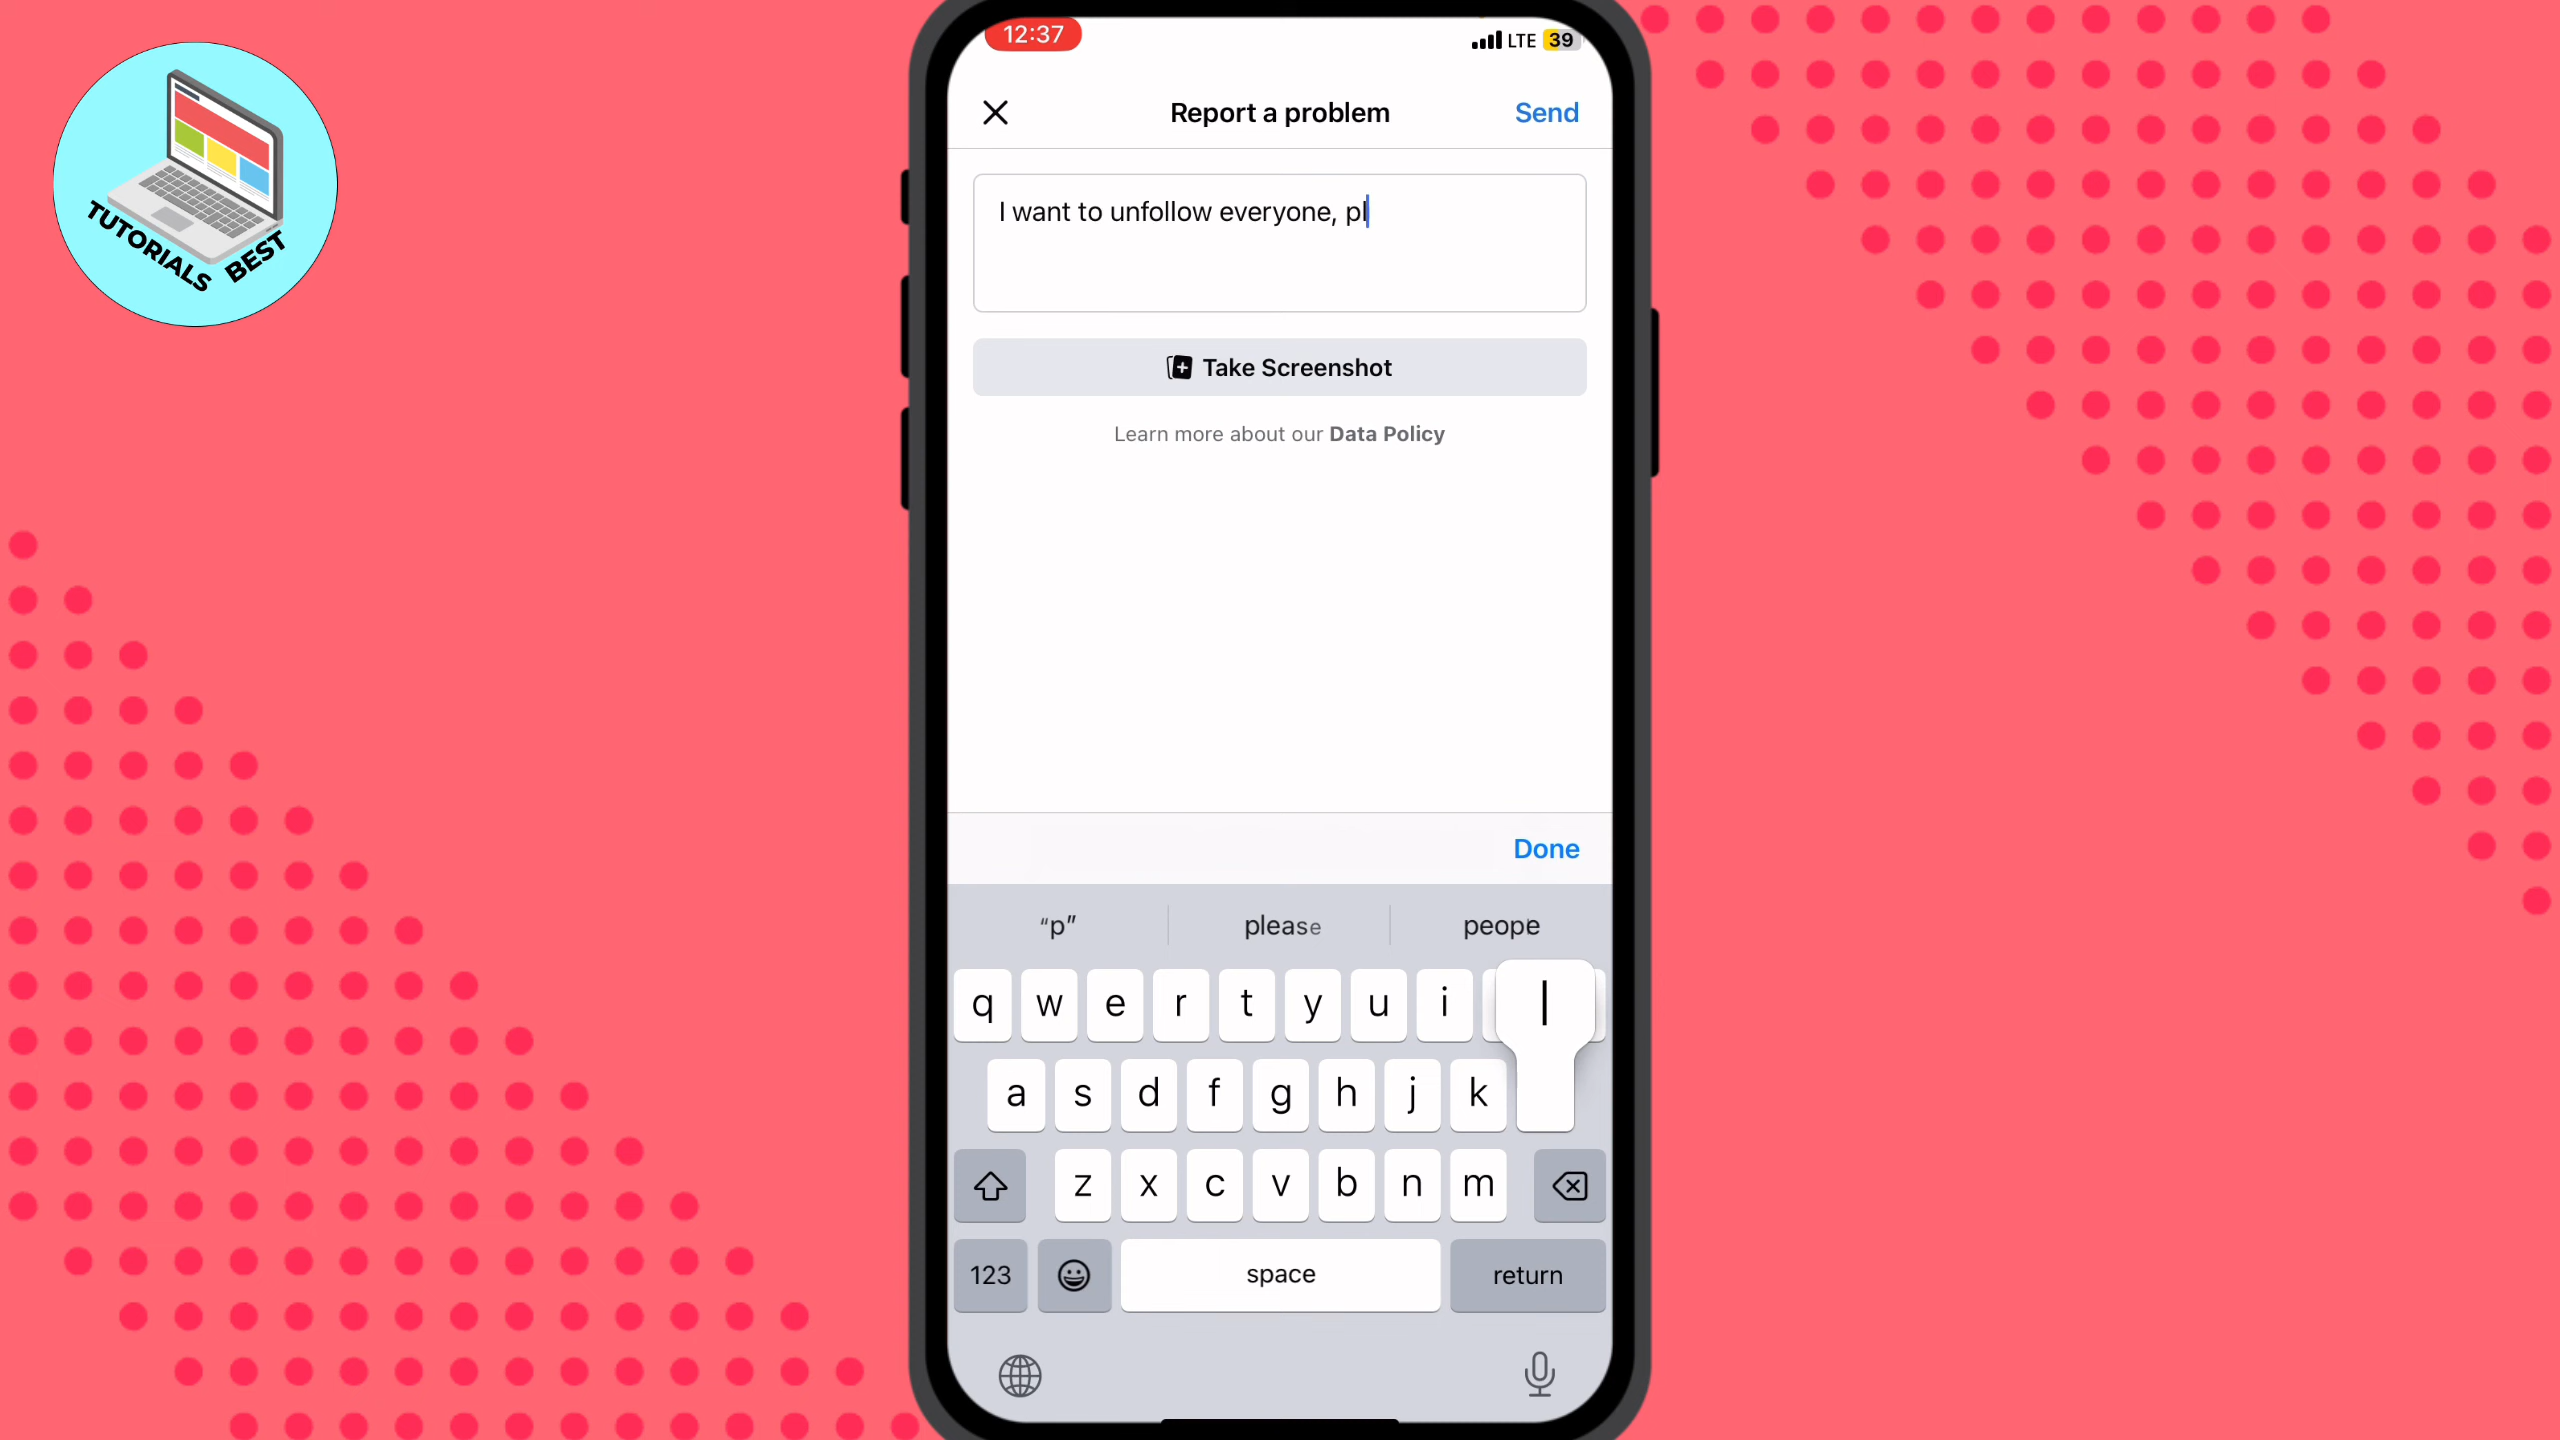 TUTORIALS BEST
12:37
LTE 39
Report a problem
Send
I want to unfollow everyone, pl
Take Screenshot
Learn more about our Data Policy
Done
"p" please
q w e r t y u i l
a s d f g h j k
z x c v b n m
123 space return